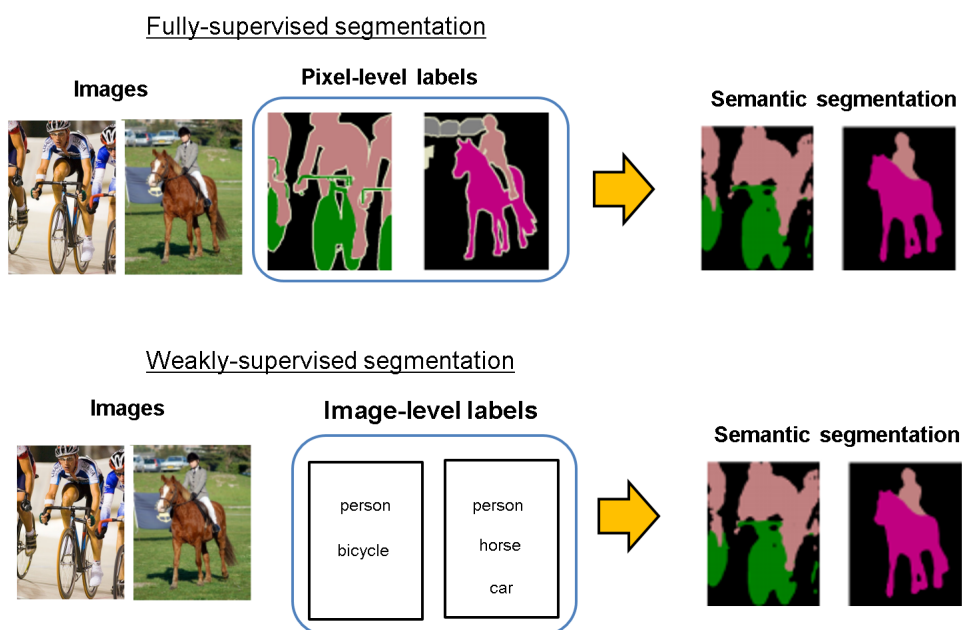 Fully-supervised segmentation
Images
Pixel-level labels
Semantic segmentation
Weakly-supervised segmentation
Images
Image-level labels
Semantic segmentation
person
bicycle
person
horse
car